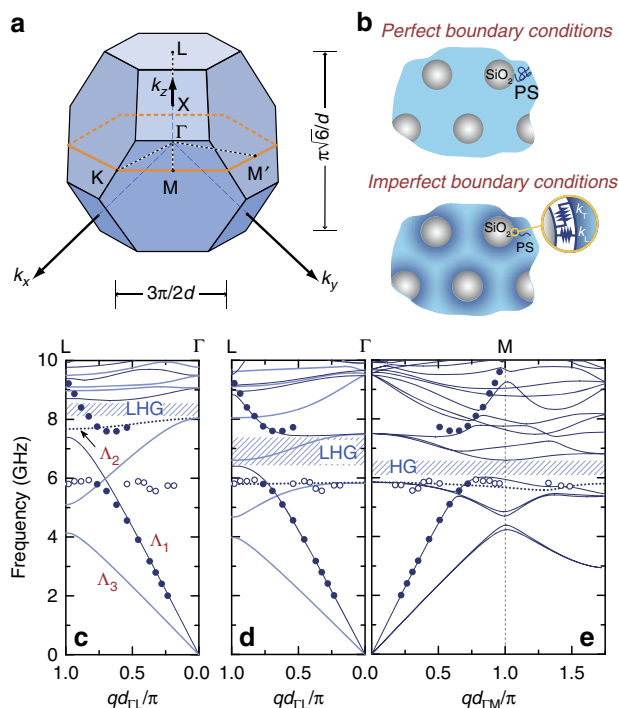 a
L
k_z
X
Γ
K
M
M′
k_x
k_y
π√6/d
3π/2d
b
Perfect boundary conditions
SiO₂
PS
Imperfect boundary conditions
SiO₂
PS
k_T
k_L
L Γ L Γ M
10
8
6
4
2
0
Frequency (GHz)
LHG
Λ₂
Λ₁
Λ₃
c
LHG
d
HG
e
1.0 0.5 0.0
1.0 0.5 0.0
0.5 1.0 1.5
qd_ΓL/π
qd_ΓL/π
qd_ΓM/π